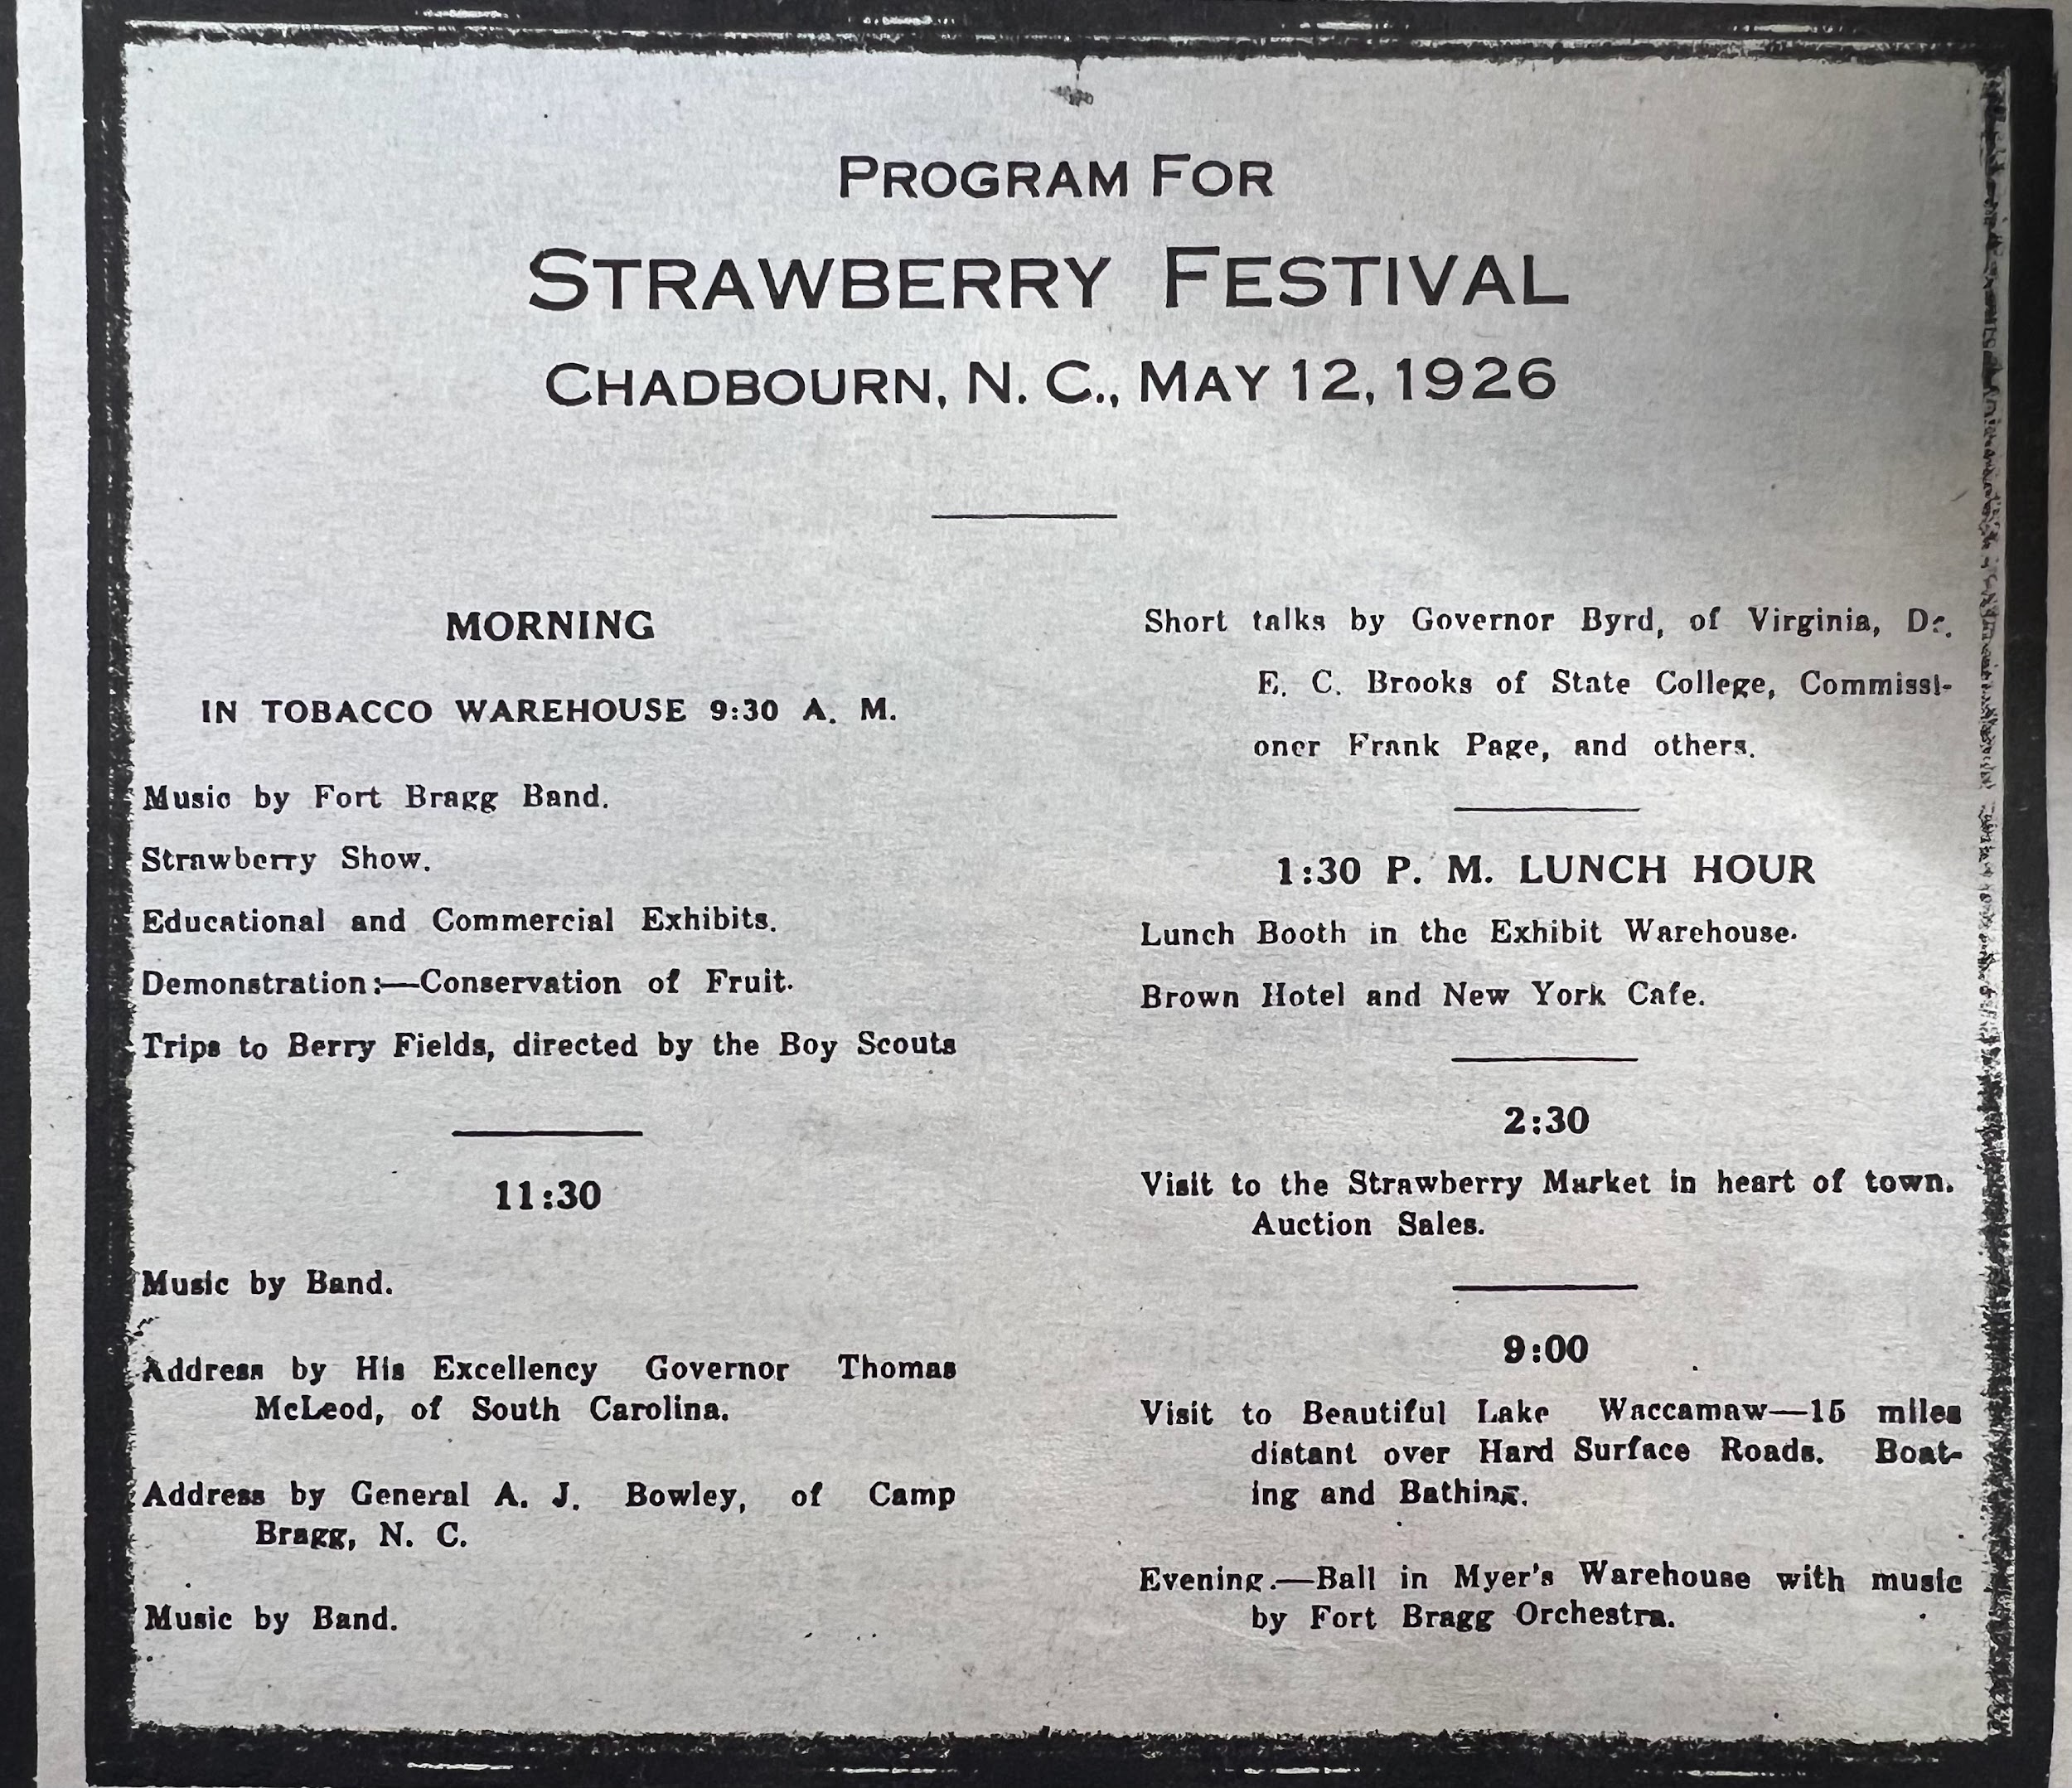 PROGRAM FOR
STRAWBERRY FESTIVAL
CHADBOURN, N. C., MAY 12, 1926
MORNING
IN TOBACCO WAREHOUSE 9:30 A. M.
Music by Fort Bragg Band.
Strawberry Show.
Educational and Commercial Exhibits.
Demonstration:—Conservation of Fruit.
Trips to Berry Fields, directed by the Boy Scouts
11:30
Music by Band.
Address by His Excellency Governor Thomas
McLeod, of South Carolina.
Address by General A. J. Bowley, of Camp
Bragg, N. C.
Music by Band.
Short talks by Governor Byrd, of Virginia, Dr.
E. C. Brooks of State College, Commissi-
oner Frank Page, and others.
1:30 P. M. LUNCH HOUR
Lunch Booth in the Exhibit Warehouse.
Brown Hotel and New York Cafe.
2:30
Visit to the Strawberry Market in heart of town.
Auction Sales.
9:00
Visit to Beautiful Lake Waccamaw—15 miles
distant over Hard Surface Roads. Boat-
ing and Bathing.
Evening.—Ball in Myer's Warehouse with music
by Fort Bragg Orchestra.